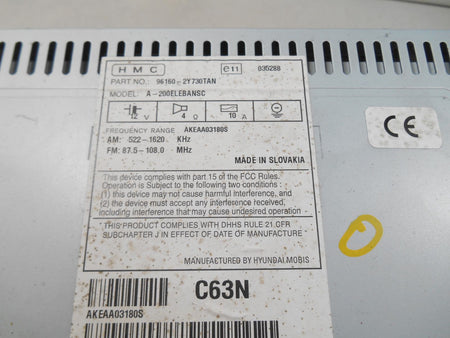 HMC e11 035288
PART NO.: 96160-2Y730TAN
MODEL: A-200ELEBANSC
12 V 4 Ω 10 A
FREQUENCY RANGE AKEAA03180S
AM: 522-1620 KHz
FM: 87.5-108.0 MHz
MADE IN SLOVAKIA
This device complies with part 15 of the FCC Rules.
Operation is Subject to the following two conditions :
(1) this device may not cause harmful interference, and
(2) the device must accept any interference received,
including interference that may cause undesired operation
THIS PRODUCT COMPLIES WITH DHHS RULE 21 CFR
SUBCHAPTER J IN EFFECT OF DATE OF MANUFACTURE
MANUFACTURED BY HYUNDAI MOBIS
C63N
AKEAA03180S
CE